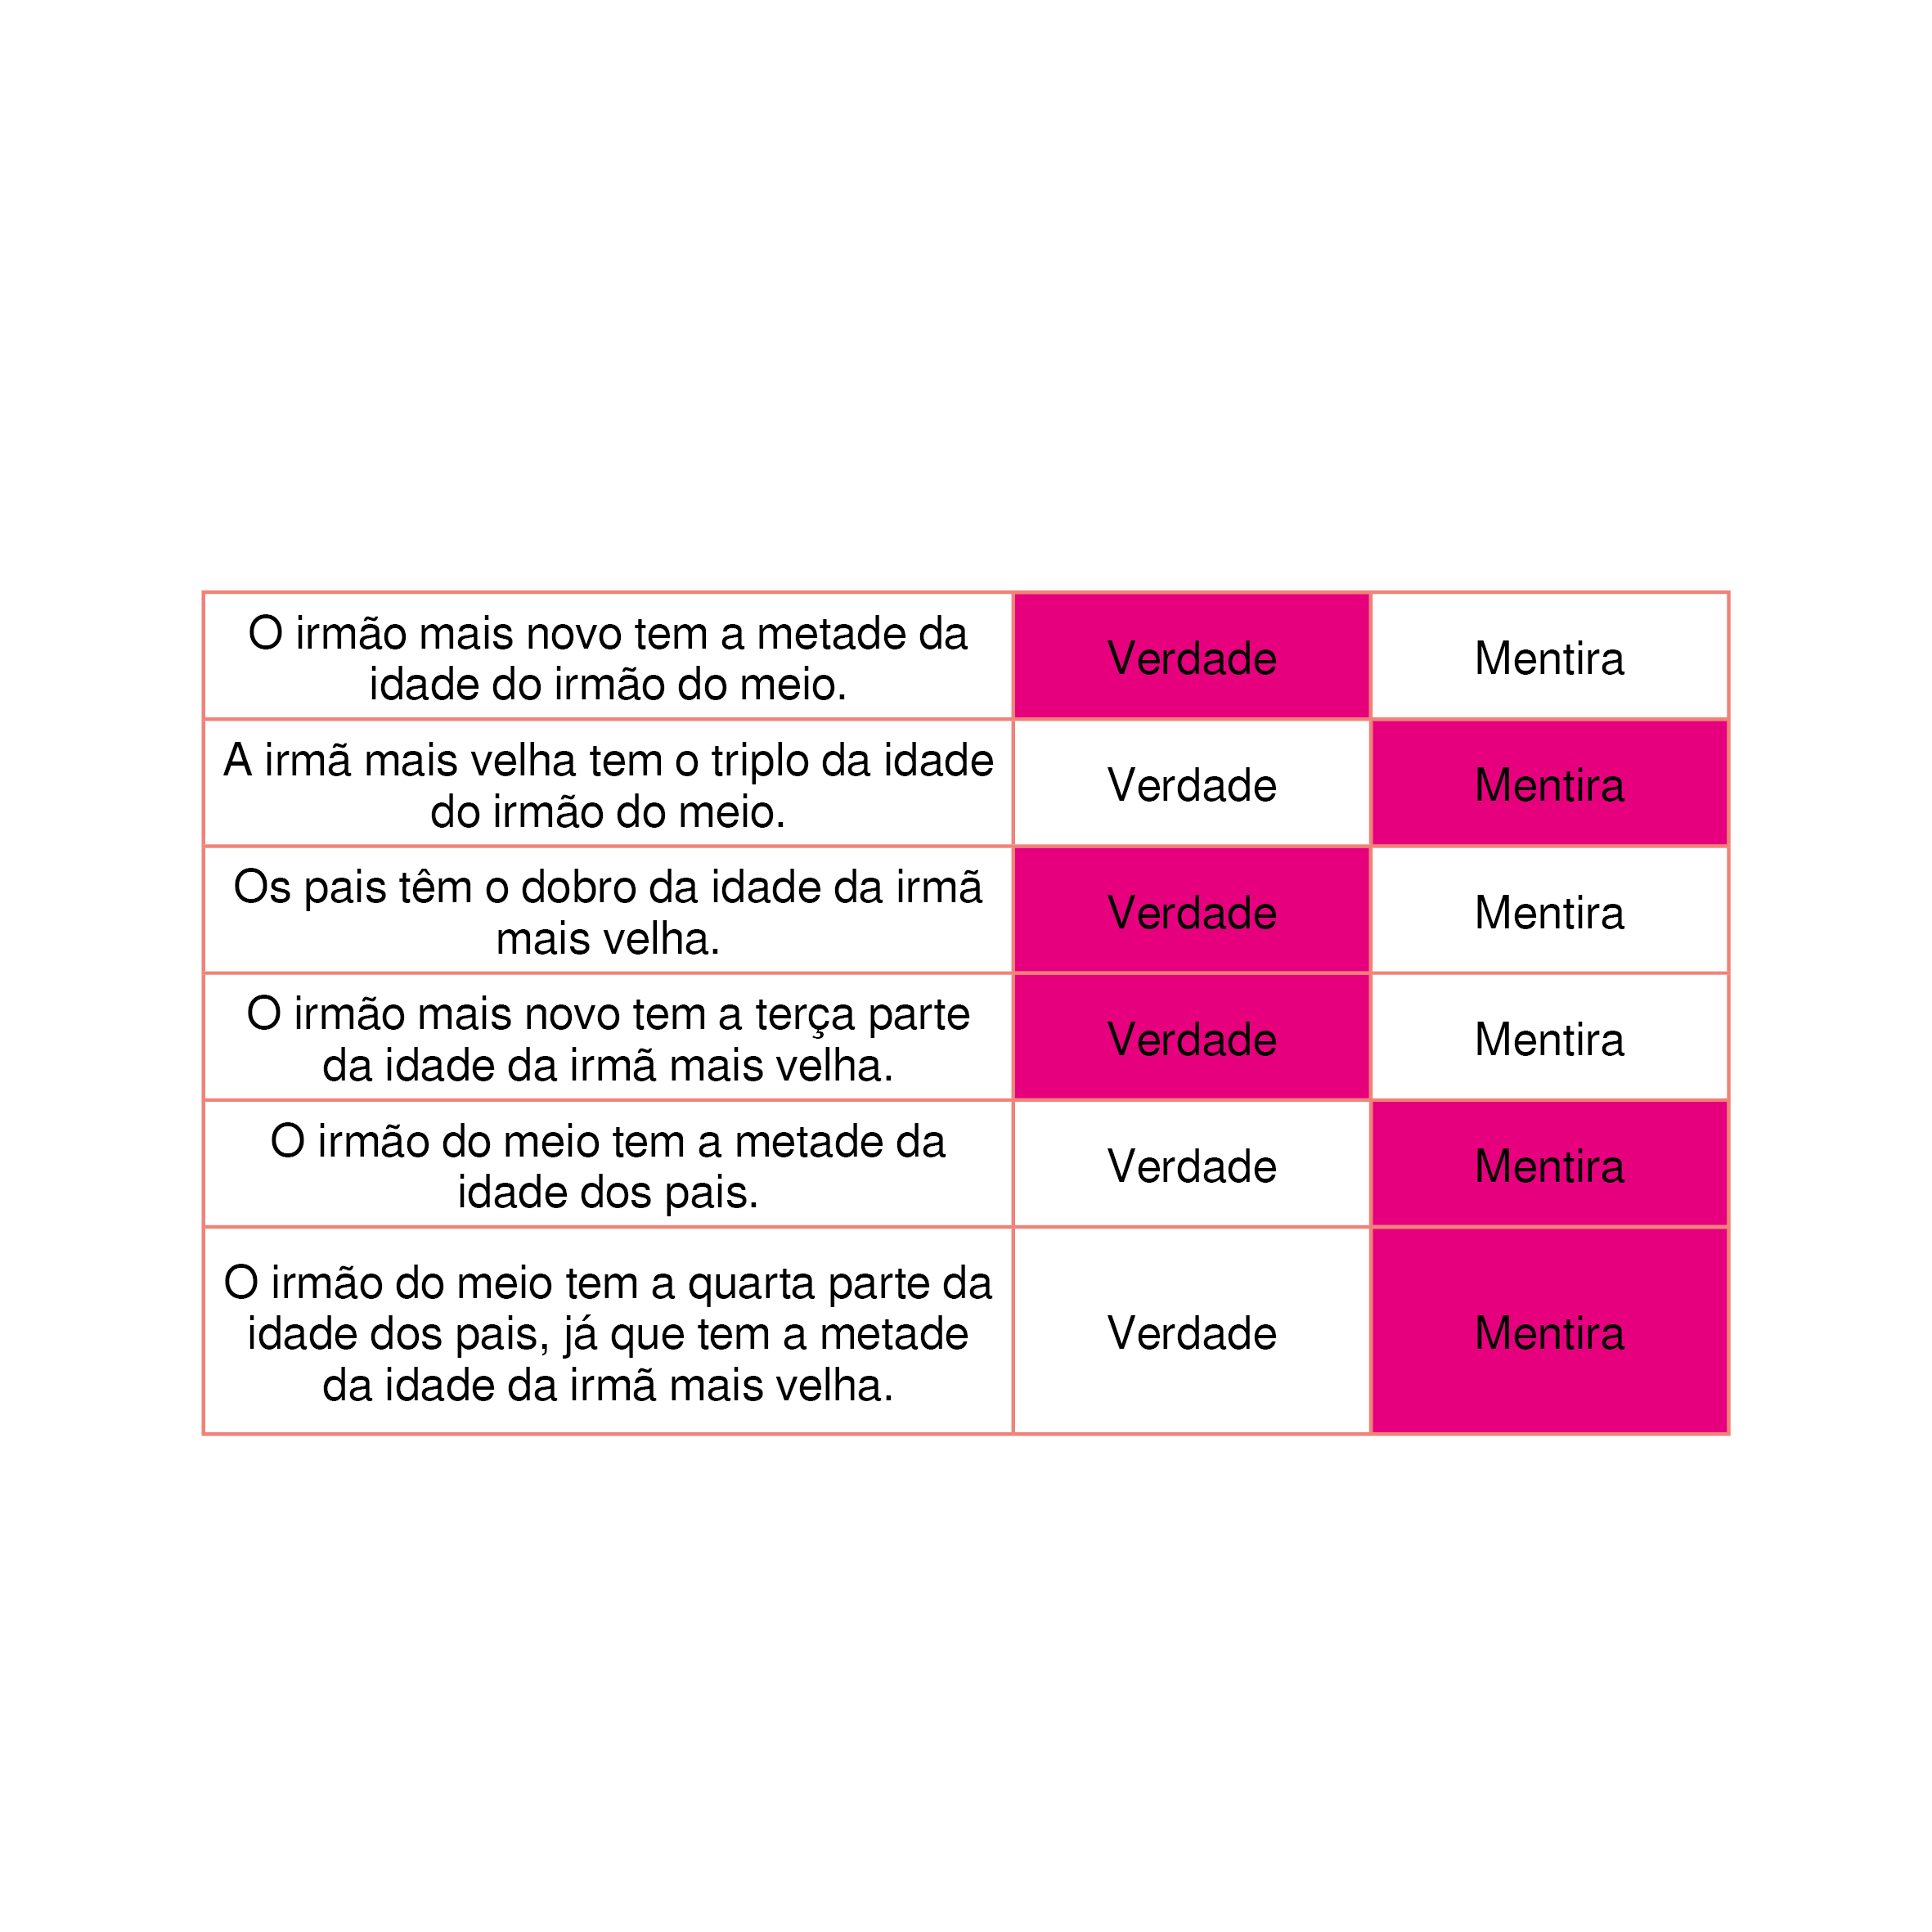 O irmão mais novo tem a metade da
idade do irmão do meio.
Verdade
Mentira
A irmã mais velha tem o triplo da idade
do irmão do meio.
Verdade
Mentira
Os pais têm o dobro da idade da irmã
mais velha.
Verdade
Mentira
O irmão mais novo tem a terça parte
da idade da irmã mais velha.
Verdade
Mentira
O irmão do meio tem a metade da
idade dos pais.
Verdade
Mentira
O irmão do meio tem a quarta parte da
idade dos pais, já que tem a metade
da idade da irmã mais velha.
Verdade
Mentira